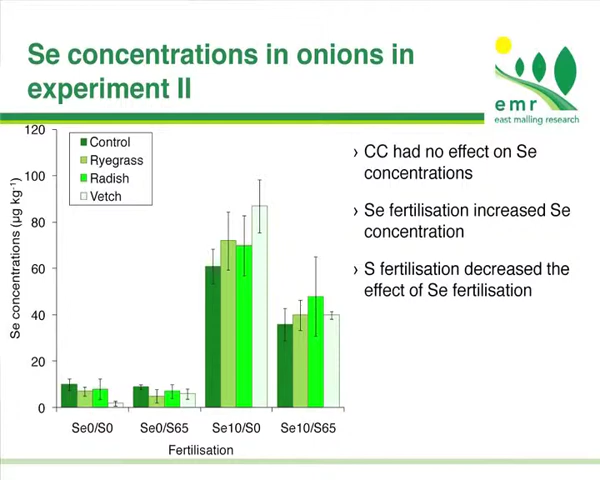 Se concentrations in onions in
experiment II
emr
east malling research
120
100
80
60
40
20
0
Se concentrations (µg kg⁻¹)
Control
Ryegrass
Radish
Vetch
Se0/S0
Se0/S65
Se10/S0
Se10/S65
Fertilisation
› CC had no effect on Se
concentrations
› Se fertilisation increased Se
concentration
› S fertilisation decreased the
effect of Se fertilisation